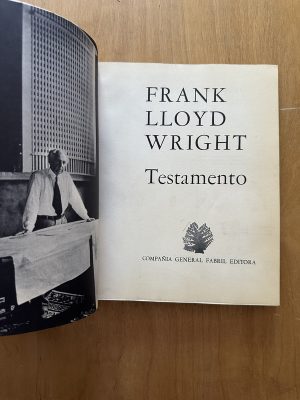 FRANK
LLOYD
WRIGHT
Testamento
COMPAÑIA GENERAL FABRIL EDITORA